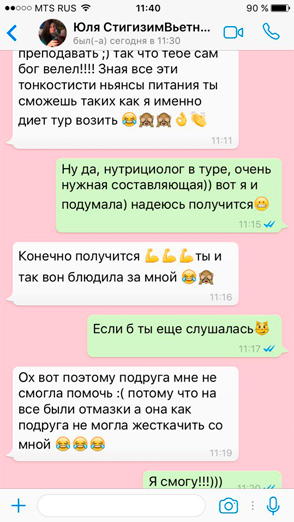 MTS RUS
11:40
90 %
Юля СтигизимВьетн...
был(-а) сегодня в 11:30
преподавать ;) так что тебе сам
бог велел!!!! Зная все эти
тонкостисти ньянсы питания ты
сможешь таких как я именно
диет тур возить 😂🙈🙈👌👏
11:11
Ну да, нутрициолог в туре, очень
нужная составляющая)) вот я и
подумала) надеюсь получится😬
11:15
Конечно получится 💪💪💪ты и
так вон блюдила за мной 😂🙈
11:16
Если б ты еще слушалась😼
11:17
Ох вот поэтому подруга мне не
смогла помочь :( потому что на
все были отмазки а она как
подруга не могла жесткачить со
мной 😂😂😂
11:19
Я смогу!!!)))
11:20